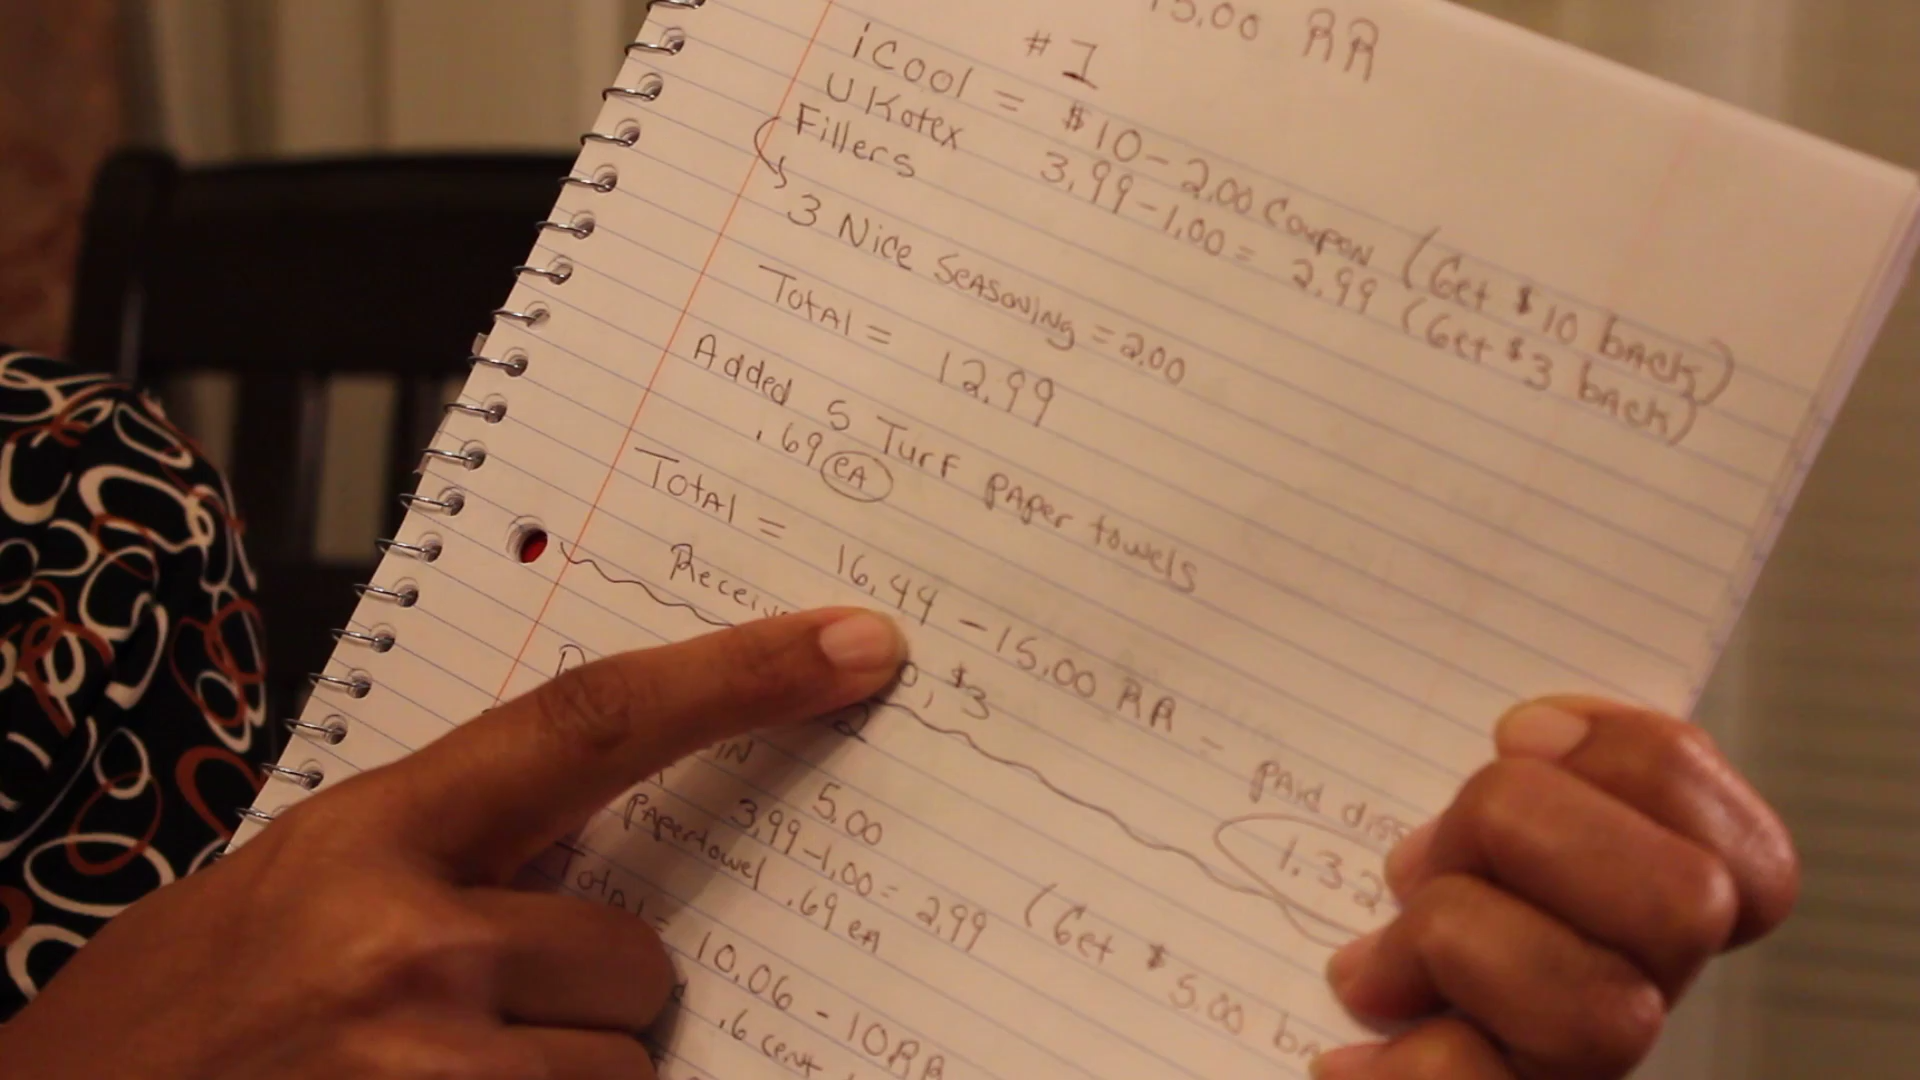 15.00 RR
#1
iCool = $10 - 2.00 Coupon (Get $10 back)
U Kotex 3.99 - 1.00 = 2.99 (Get $3 back)
Fillers
3 Nice Seasoning = 2.00
Total = 12.99
Added 5 Turf paper towels
.69 ea
Total = 16.44 - 15.00 RR - paid diff
1.32
, $3
2
5.00
3.99 - 1.00 = 2.99 (Get $5.00
Papertowel .69 ea
Total = 10.06 - 10 RR
.6 cent